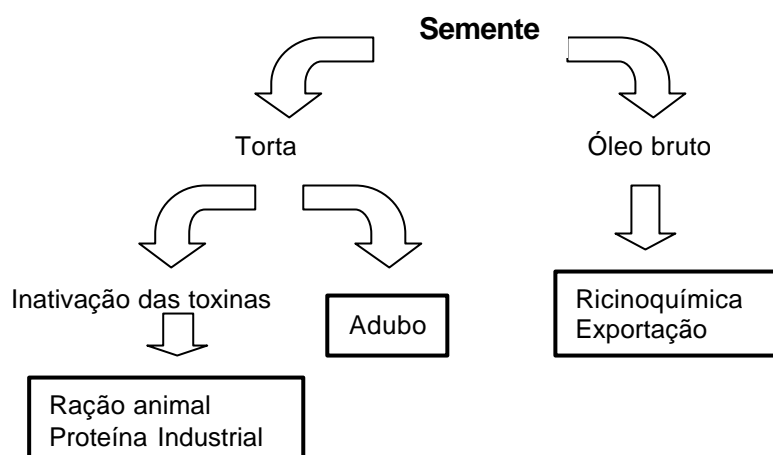 Semente
Torta
Óleo bruto
Inativação das toxinas
Adubo
Ricinoquímica
Exportação
Ração animal
Proteína Industrial